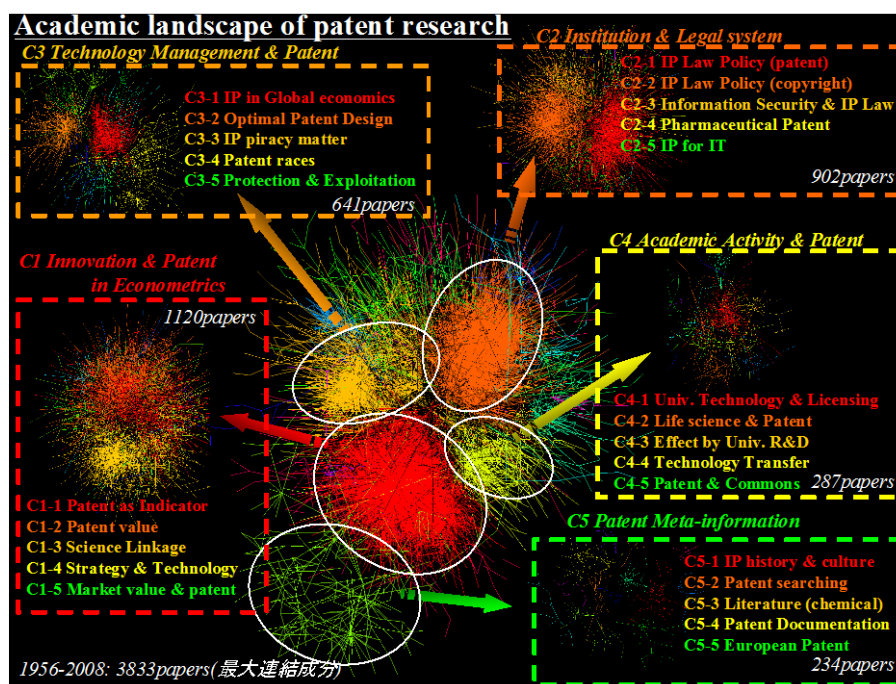 Academic landscape of patent research
C3 Technology Management & Patent
C3-1 IP in Global economics
C3-2 Optimal Patent Design
C3-3 IP piracy matter
C3-4 Patent races
C3-5 Protection & Exploitation
641papers
C2 Institution & Legal system
C2-1 IP Law Policy (patent)
C2-2 IP Law Policy (copyright)
C2-3 Information Security & IP Law
C2-4 Pharmaceutical Patent
C2-5 IP for IT
902papers
C1 Innovation & Patent
in Econometrics
1120papers
C1-1 Patent as Indicator
C1-2 Patent value
C1-3 Science Linkage
C1-4 Strategy & Technology
C1-5 Market value & patent
C4 Academic Activity & Patent
C4-1 Univ. Technology & Licensing
C4-2 Life science & Patent
C4-3 Effect by Univ. R&D
C4-4 Technology Transfer
C4-5 Patent & Commons
287papers
C5 Patent Meta-information
C5-1 IP history & culture
C5-2 Patent searching
C5-3 Literature (chemical)
C5-4 Patent Documentation
C5-5 European Patent
234papers
1956-2008: 3833papers(最大連結成分)